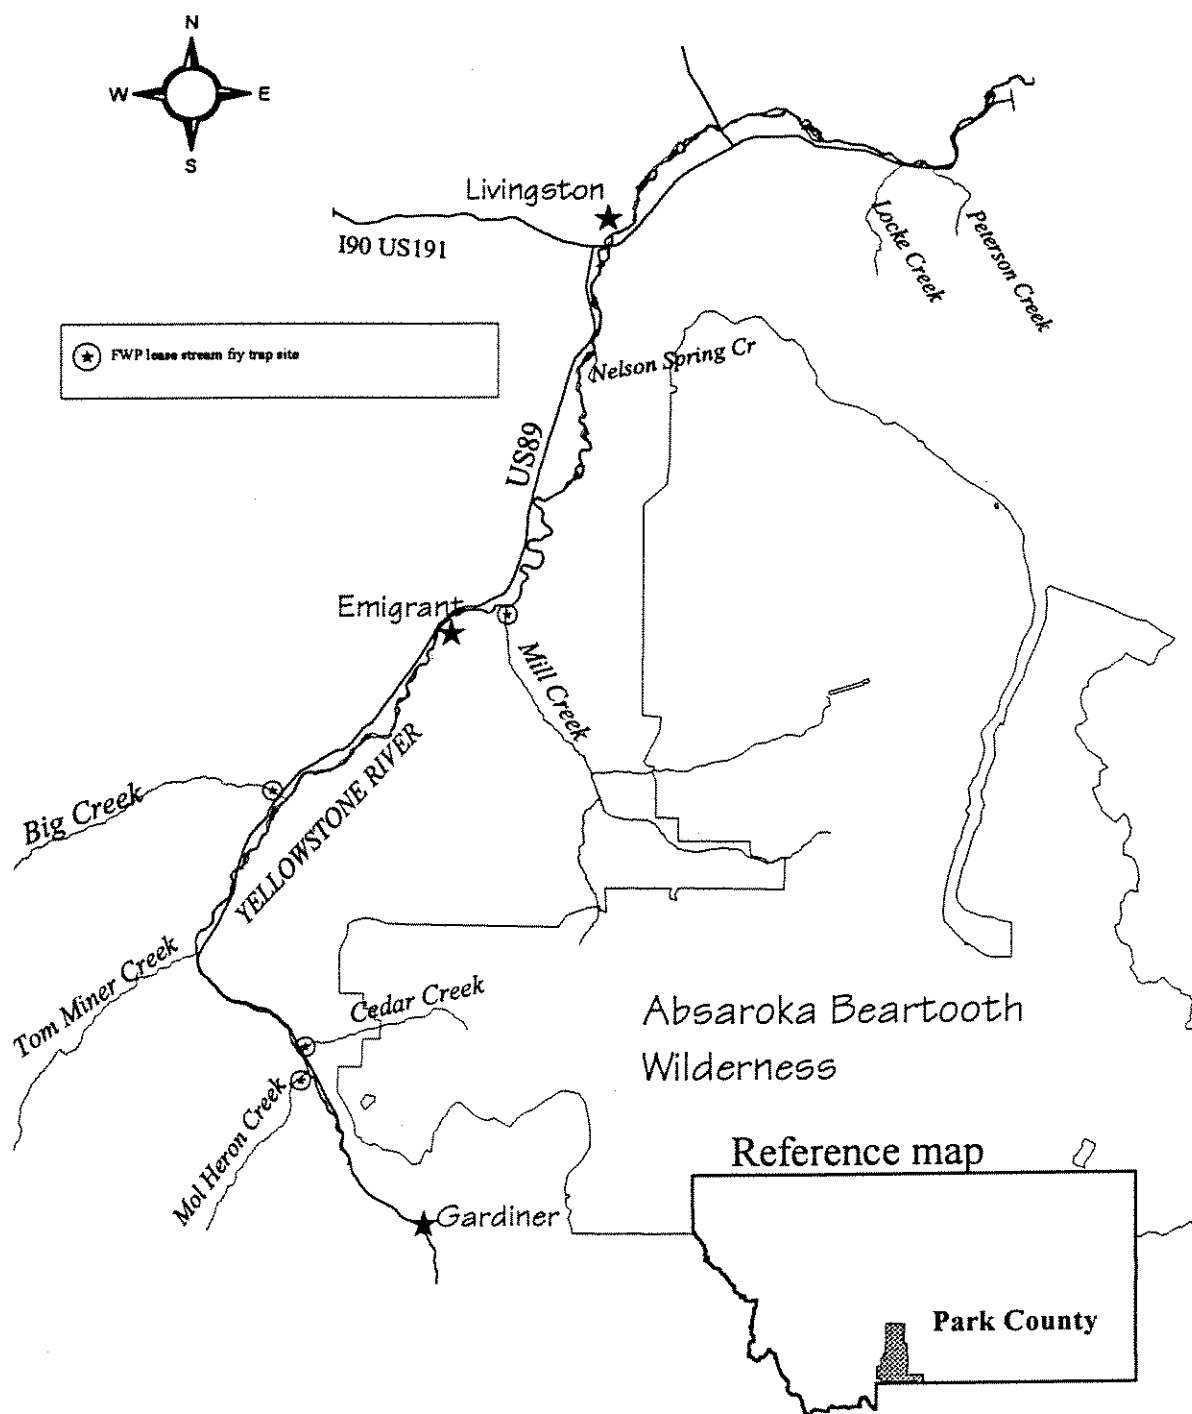 N
W E
S
Livingston
I90 US191
Locke Creek
Peterson Creek
FWP lease stream fry trap site
Nelson Spring Cr
US89
Emigrant
Mill Creek
YELLOWSTONE RIVER
Big Creek
Tom Miner Creek
Cedar Creek
Absaroka Beartooth
Wilderness
Mol Heron Creek
Reference map
Gardiner
Park County